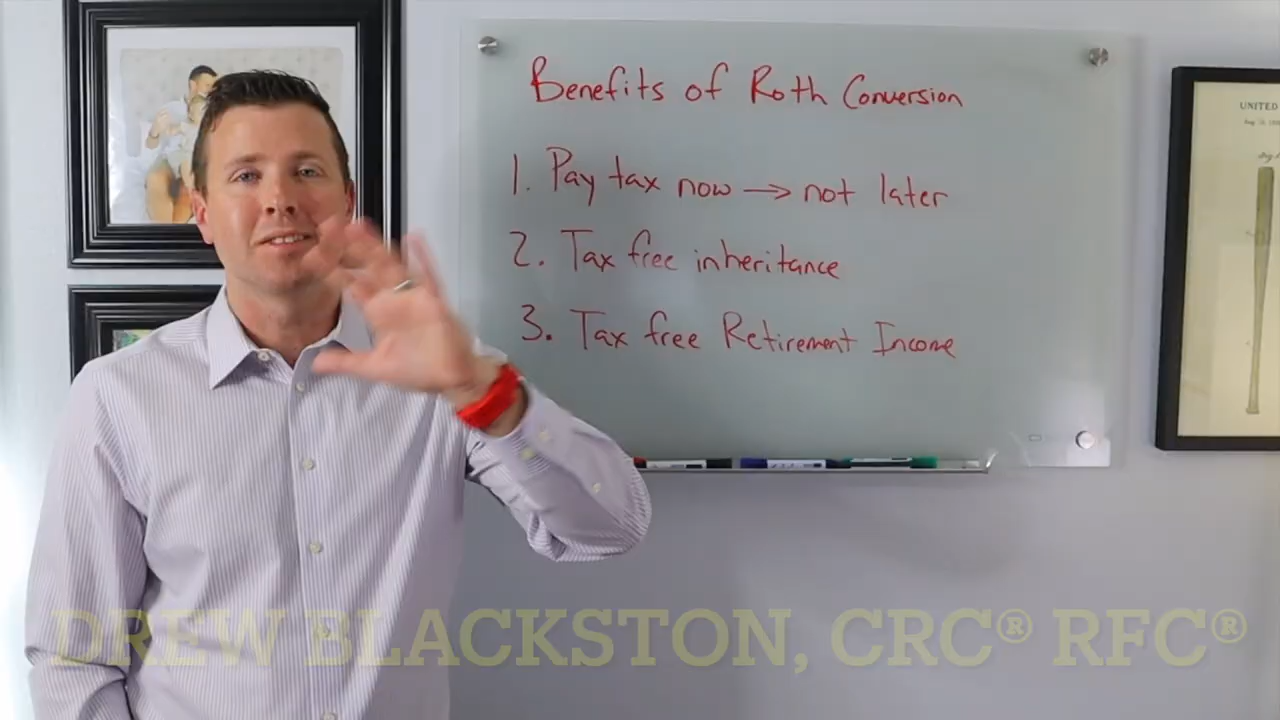 Benefits of Roth Conversion
1. Pay tax now → not later
2. Tax free inheritance
3. Tax free Retirement Income
UNITED
DREW BLACKSTON, CRC® RFC®